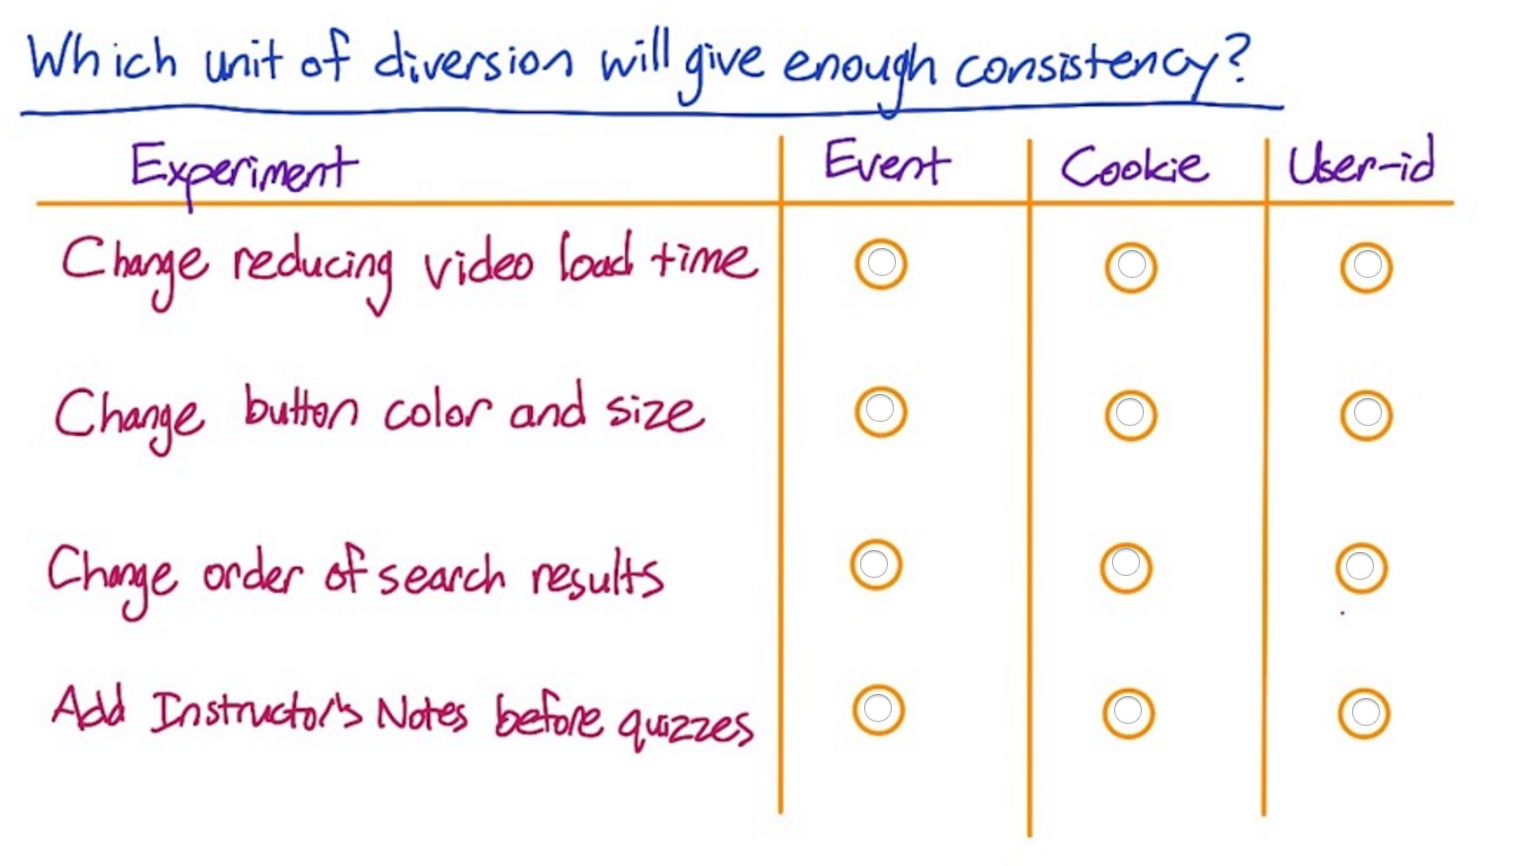 Which unit of diversion will give enough consistency?
Experiment Event Cookie User-id
Change reducing video load time
Change button color and size
Change order of search results
Add Instructor's Notes before quizzes